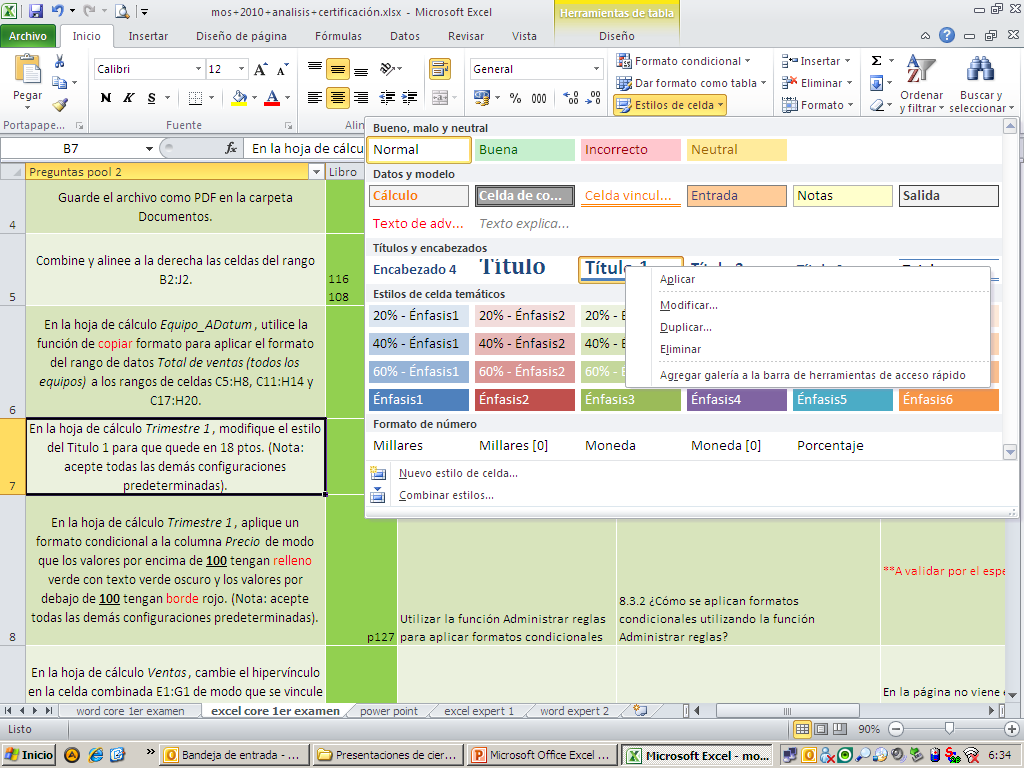 mos+2010+analisis+certificación.xlsx - Microsoft Excel
Herramientas de tabla
Archivo Inicio Insertar Diseño de página Fórmulas Datos Revisar Vista Diseño
Pegar
Calibri 12
General
N K S
% 000
Formato condicional
Dar formato como tabla
Estilos de celda
Insertar
Eliminar
Formato
Σ
Ordenar y filtrar
Buscar y seleccionar
Portapape... Fuente Alin
B7 fx En la hoja de cálcu
Preguntas pool 2 Libro
4
Guarde el archivo como PDF en la carpeta
Documentos.
5
Combine y alinee a la derecha las celdas del rango
B2:J2.
116
108
6
En la hoja de cálculo Equipo_ADatum, utilice la
función de copiar formato para aplicar el formato
del rango de datos Total de ventas (todos los
equipos) a los rangos de celdas C5:H8, C11:H14 y
C17:H20.
7
En la hoja de cálculo Trimestre 1, modifique el estilo
del Titulo 1 para que quede en 18 ptos. (Nota:
acepte todas las demás configuraciones
predeterminadas).
8
En la hoja de cálculo Trimestre 1, aplique un
formato condicional a la columna Precio de modo
que los valores por encima de 100 tengan relleno
verde con texto verde oscuro y los valores por
debajo de 100 tengan borde rojo. (Nota: acepte
todas las demás configuraciones predeterminadas).
p127
Utilizar la función Administrar reglas
para aplicar formatos condicionales
8.3.2 ¿Cómo se aplican formatos
condicionales utilizando la función
Administrar reglas?
**A validar por el espe
En la hoja de cálculo Ventas, cambie el hipervínculo
en la celda combinada E1:G1 de modo que se vincule
En la página no viene
Bueno, malo y neutral
Normal Buena Incorrecto Neutral
Datos y modelo
Cálculo Celda de co... Celda vincul... Entrada Notas Salida
Texto de adv... Texto explica...
Títulos y encabezados
Encabezado 4 Título Título 1
Estilos de celda temáticos
20% - Énfasis1 20% - Énfasis2 20% - É
40% - Énfasis1 40% - Énfasis2 40% - É
60% - Énfasis1 60% - Énfasis2 60% - É
Énfasis1 Énfasis2 Énfasis3 Énfasis4 Énfasis5 Énfasis6
Formato de número
Millares Millares [0] Moneda Moneda [0] Porcentaje
Nuevo estilo de celda...
Combinar estilos...
Aplicar
Modificar...
Duplicar...
Eliminar
Agregar galería a la barra de herramientas de acceso rápido
word core 1er examen excel core 1er examen power point excel expert 1 word expert 2
Listo 90%
Inicio
Bandeja de entrada - ...
Presentaciones de cier...
Microsoft Office Excel ...
Microsoft Excel - mo...
6:34